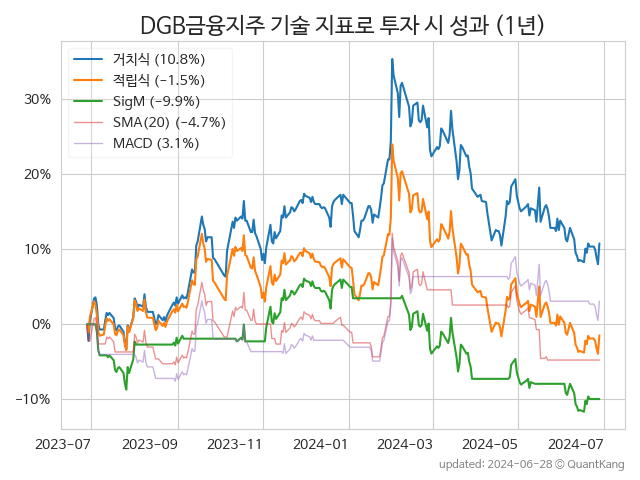 DGB금융지주 기술 지표로 투자 시 성과 (1년)
거치식 (10.8%)
적립식 (−1.5%)
SigM (−9.9%)
SMA(20) (−4.7%)
MACD (3.1%)
30%
20%
10%
0%
−10%
2023-07 2023-09 2023-11 2024-01 2024-03 2024-05 2024-07
updated: 2024-06-28 © QuantKang